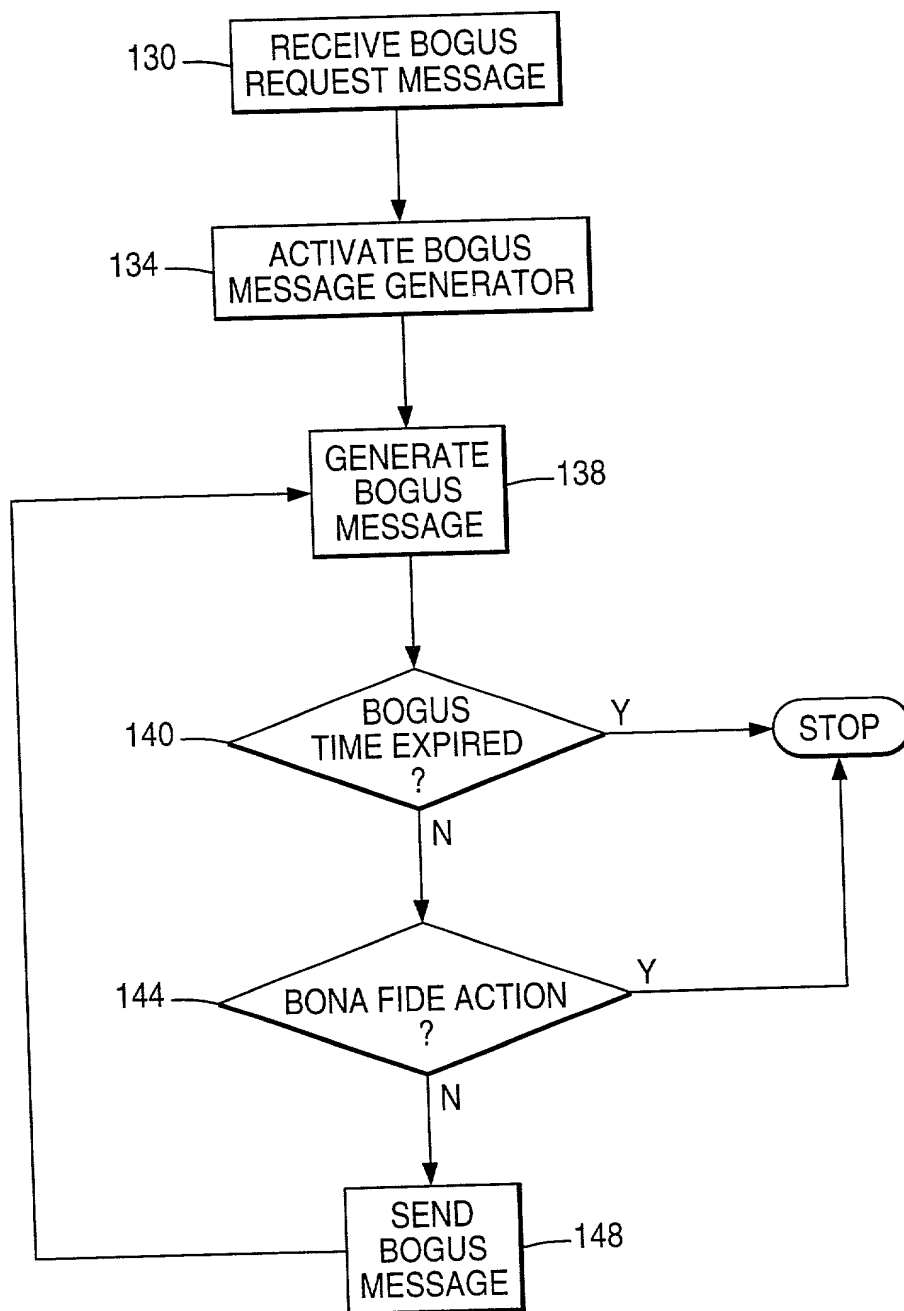 130
RECEIVE BOGUS
REQUEST MESSAGE
134
ACTIVATE BOGUS
MESSAGE GENERATOR
GENERATE
BOGUS
MESSAGE
138
140
BOGUS
TIME EXPIRED
?
Y
STOP
N
144
BONA FIDE ACTION
?
Y
N
SEND
BOGUS
MESSAGE
148